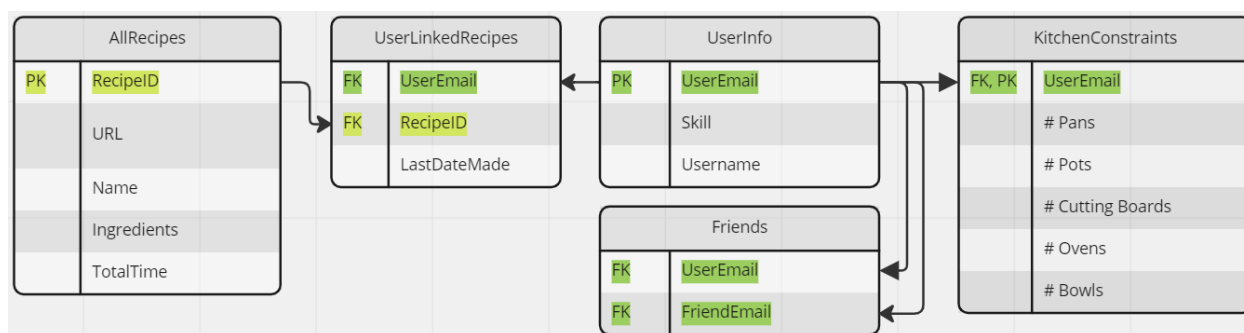 AllRecipes
PK RecipeID
URL
Name
Ingredients
TotalTime
UserLinkedRecipes
FK UserEmail
FK RecipeID
LastDateMade
UserInfo
PK UserEmail
Skill
Username
Friends
FK UserEmail
FK FriendEmail
KitchenConstraints
FK, PK UserEmail
# Pans
# Pots
# Cutting Boards
# Ovens
# Bowls